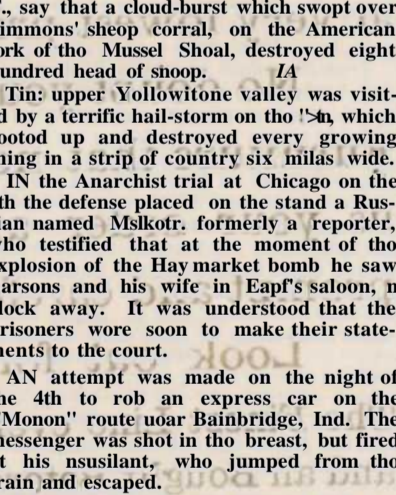 T., say that a cloud-burst which swopt over
immons' sheop corral, on the American
ork of tho Mussel Shoal, destroyed eight
undred head of snoop. IA
Tin: upper Yollowitone valley was visit-
d by a terrific hail-storm on tho '>tn, which
ootod up and destroyed every growing
hing in a strip of country six milas wide.
IN the Anarchist trial at Chicago on the
th the defense placed on the stand a Rus-
ian named Mslkotr. formerly a reporter,
who testified that at the moment of tho
explosion of the Hay market bomb he saw
arsons and his wife in Eapf's saloon, n
lock away. It was understood that the
risoners wore soon to make their state-
ments to the court.
AN attempt was made on the night of
he 4th to rob an express car on the
"Monon" route uoar Bainbridge, Ind. The
messenger was shot in tho breast, but fired
t his nsusilant, who jumped from tho
rain and escaped.